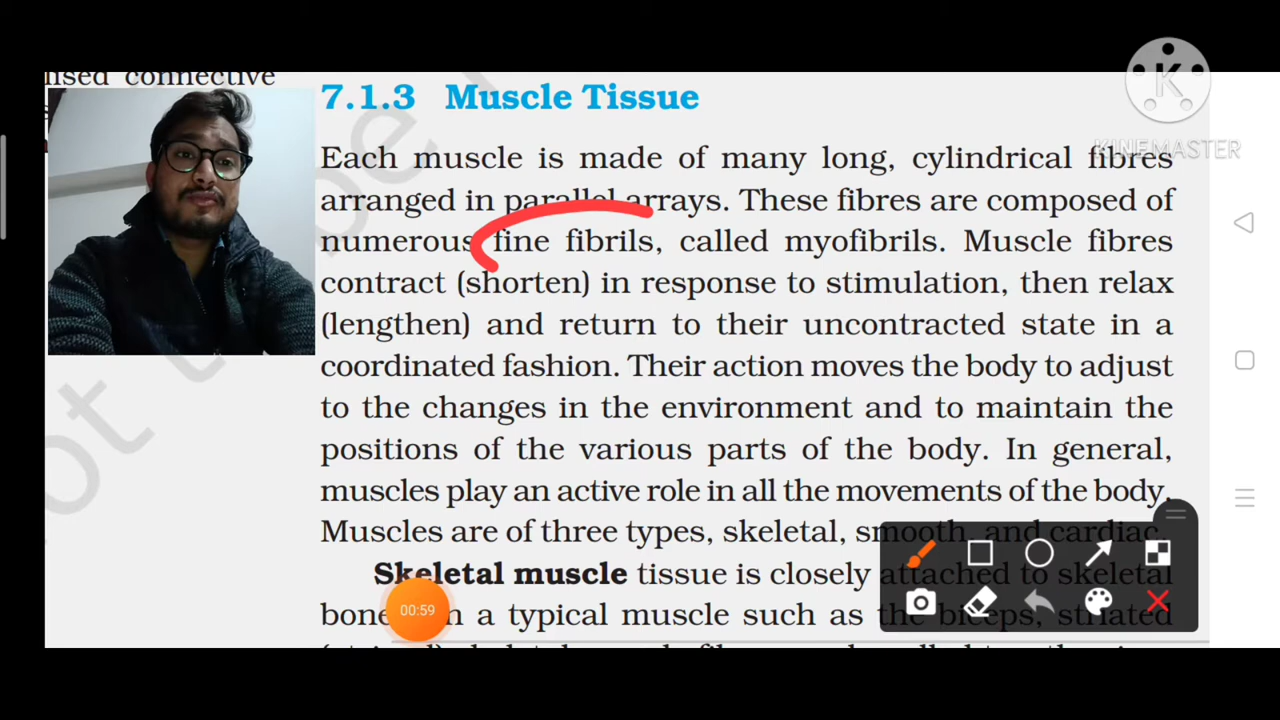 ised connective
7.1.3 Muscle Tissue
KINEMASTER
Each muscle is made of many long, cylindrical fibres
arranged in parallel arrays. These fibres are composed of
numerous fine fibrils, called myofibrils. Muscle fibres
contract (shorten) in response to stimulation, then relax
(lengthen) and return to their uncontracted state in a
coordinated fashion. Their action moves the body to adjust
to the changes in the environment and to maintain the
positions of the various parts of the body. In general,
muscles play an active role in all the movements of the body.
Muscles are of three types, skeletal, smooth, and cardiac.
Skeletal muscle tissue is closely attached to skeletal
bone a typical muscle such as the biceps, striated
00:59